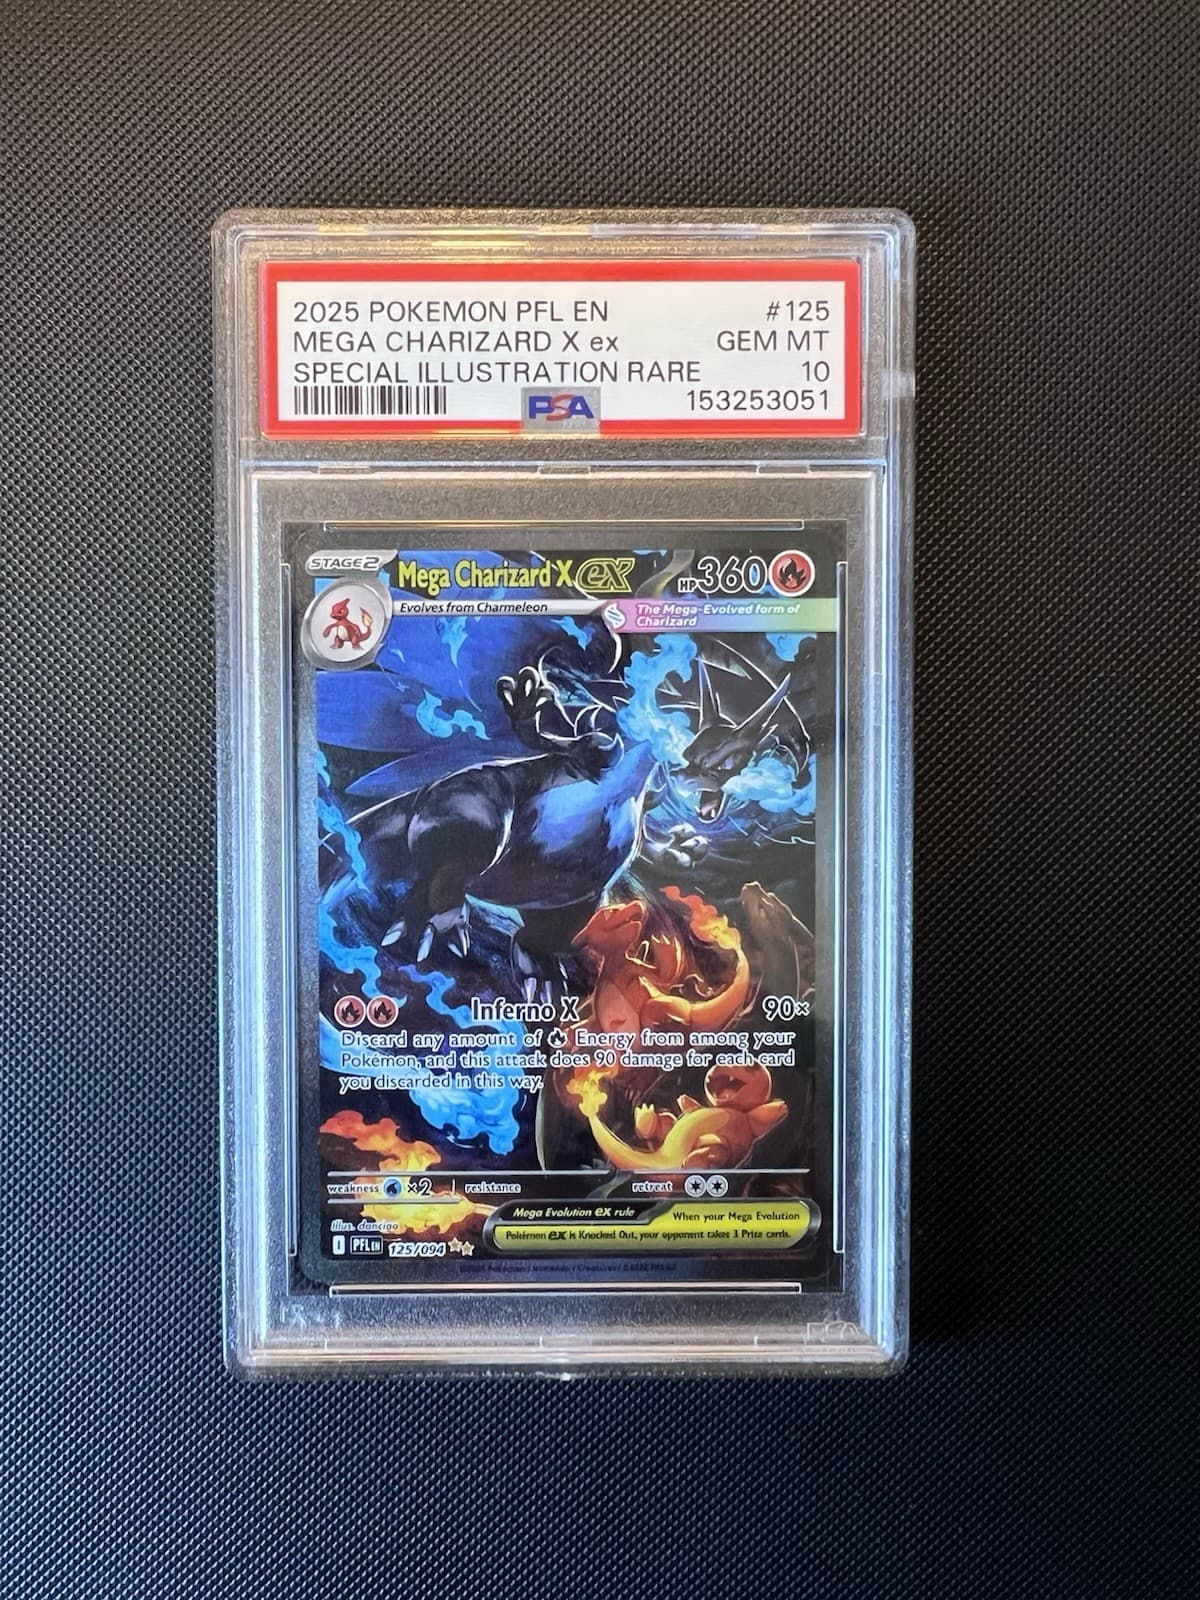 2025 POKEMON PFL EN #125
MEGA CHARIZARD X ex GEM MT
SPECIAL ILLUSTRATION RARE 10
PSA 153253051
STAGE2 Mega Charizard X ex HP 360
Evolves from Charmeleon
The Mega-Evolved form of
Charizard
Inferno X 90×
Discard any amount of Energy from among your
Pokémon, and this attack does 90 damage for each card
you discarded in this way.
weakness ×2 resistance retreat
Mega Evolution ex rule When your Mega Evolution
Pokémon ex is Knocked Out, your opponent takes 3 Prize cards.
Illus. danciao
I PFL EN 125/094
PSA